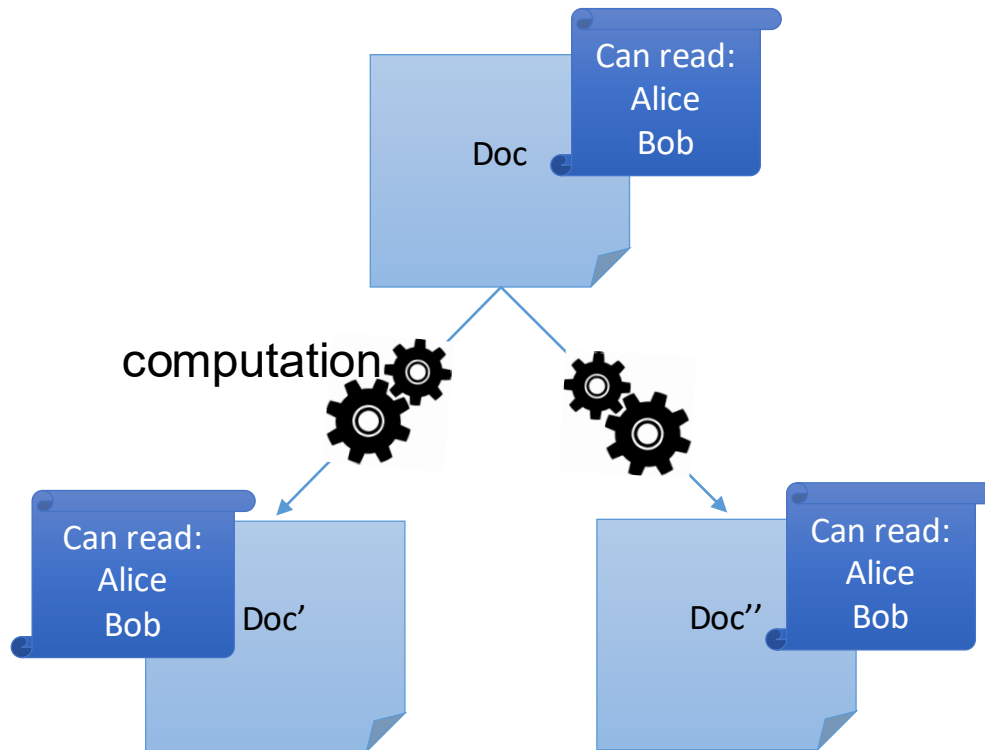 Can read:
Alice
Bob
Doc
computation
Can read:
Alice
Bob
Doc’
Can read:
Alice
Bob
Doc’’